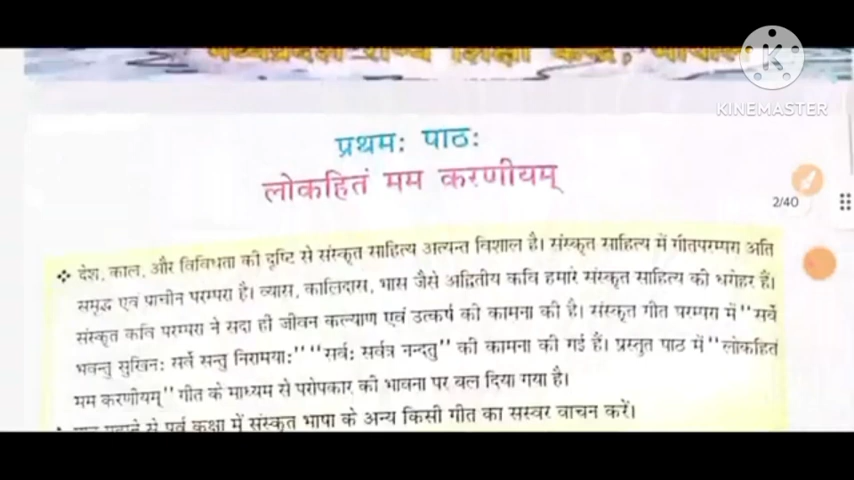 K
KINEMASTER
प्रथमः पाठः
लोकहितं मम करणीयम्
2/40
❖ देश, काल, और विविधता की दृष्टि से संस्कृत साहित्य अत्यन्त विशाल है। संस्कृत साहित्य में गीतपरम्परा अति
समृद्ध एवं प्राचीन परम्परा है। व्यास, कालिदास, भास जैसे अद्वितीय कवि हमारे संस्कृत साहित्य की धरोहर हैं।
संस्कृत कवि परम्परा ने सदा ही जीवन कल्याण एवं उत्कर्ष की कामना की है। संस्कृत गीत परम्परा में "सर्वे
भवन्तु सुखिनः सर्वे सन्तु निरामयाः" "सर्वः सर्वत्र नन्दतु" की कामना की गई हैं। प्रस्तुत पाठ में "लोकहितं
मम करणीयम्" गीत के माध्यम से परोपकार की भावना पर बल दिया गया है।
से पूर्व कक्षा में संस्कृत भाषा के अन्य किसी गीत का सस्वर वाचन करें।